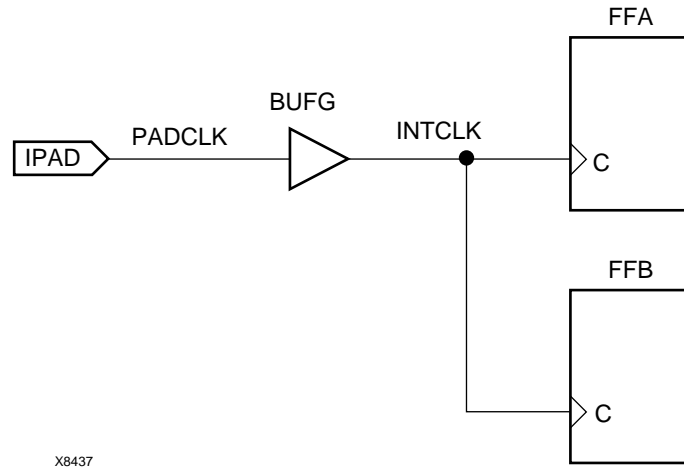 FFA
BUFG
PADCLK
INTCLK
IPAD
C
FFB
C
X8437